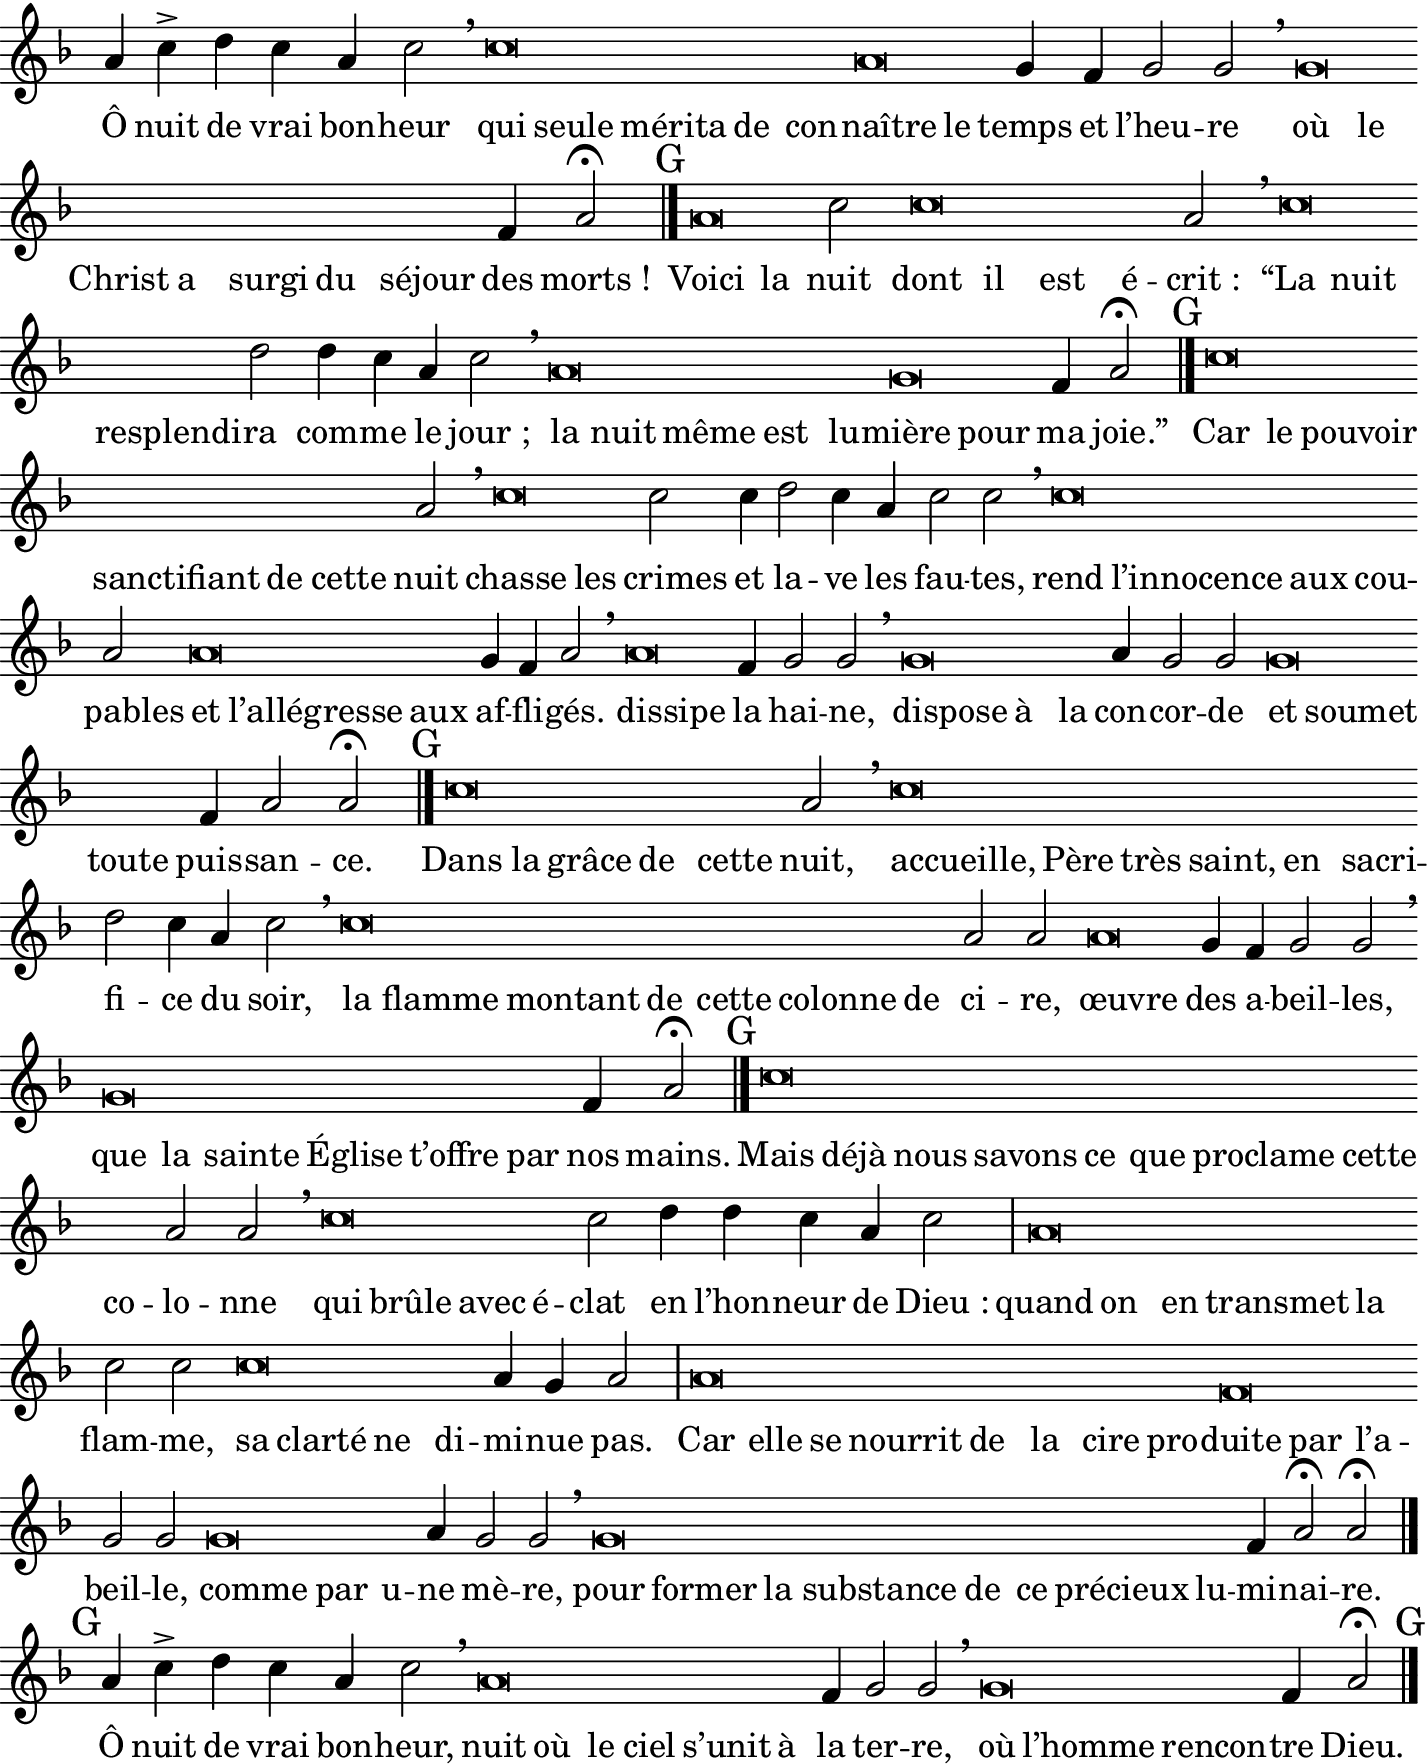 Ô nuit de vrai bonheur qui seule mérita de connaître le temps et l’heu - re où le
G
Christ a surgi du séjour des morts ! Voici la nuit dont il est é - crit : “La nuit
G
resplendira comme le jour ; la nuit même est lumière pour ma joie.” Car le pouvoir
sanctifiant de cette nuit chasse les crimes et la - ve les fau - tes, rend l’innocence aux cou -
pables et l’allégresse aux af - fligés. dissipe la hai - ne, dispose à la concor - de et soumet
G
toute puissan - ce. Dans la grâce de cette nuit, accueille, Père très saint, en sacri -
fi - ce du soir, la flamme montant de cette colonne de ci - re, œuvre des a - beil - les,
G
que la sainte Église t’offre par nos mains. Mais déjà nous savons ce que proclame cette
co - lo - nne qui brûle avec é - clat en l’honneur de Dieu : quand on en transmet la
flam - me, sa clarté ne di - minue pas. Car elle se nourrit de la cire produite par l’a -
beil - le, comme par u - ne mè - re, pour former la substance de ce précieux lu - minai - re.
G G
Ô nuit de vrai bonheur, nuit où le ciel s’unit à la ter - re, où l’homme rencontre Dieu.